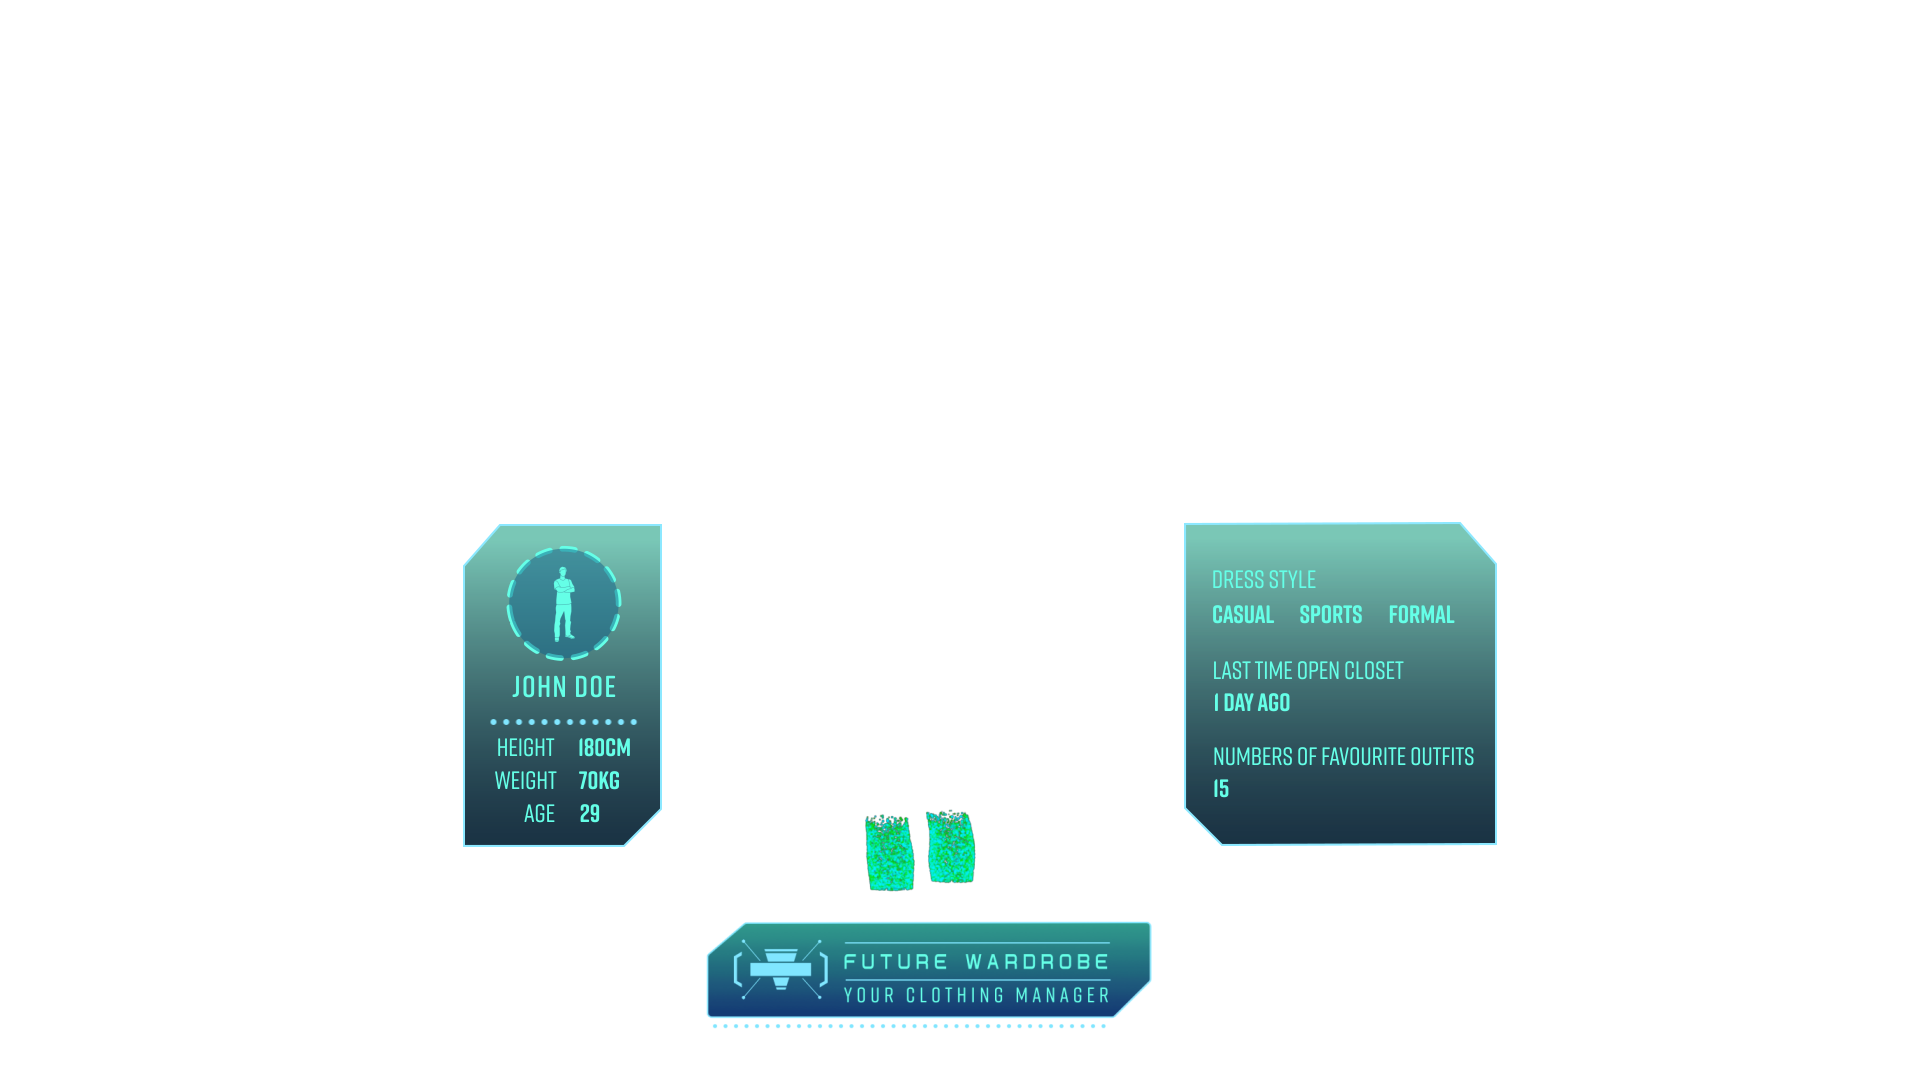 JOHN DOE
HEIGHT 180CM
WEIGHT 70KG
AGE 29
DRESS STYLE
CASUAL SPORTS FORMAL
LAST TIME OPEN CLOSET
1 DAY AGO
NUMBERS OF FAVOURITE OUTFITS
15
FUTURE WARDROBE
YOUR CLOTHING MANAGER